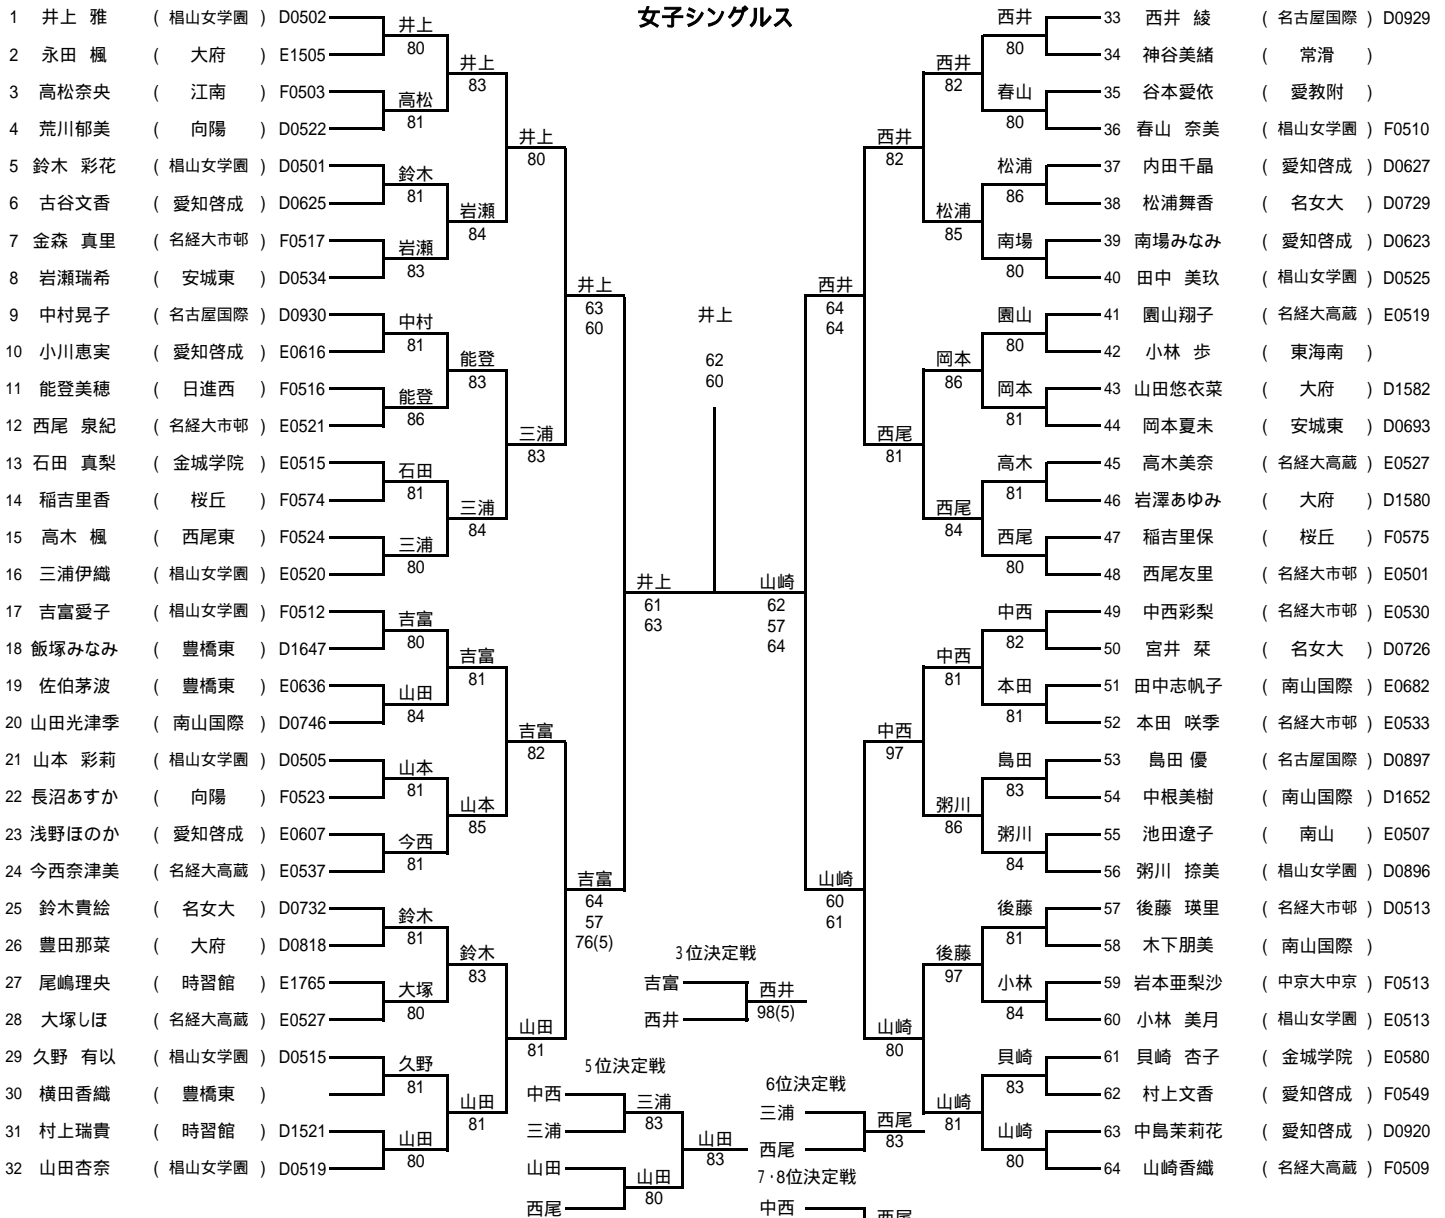 女子シングルス
1 井上 雅 ( 椙山女学園 ) D0502
2 永田 楓 ( 大府 ) E1505
3 高松奈央 ( 江南 ) F0503
4 荒川郁美 ( 向陽 ) D0522
5 鈴木 彩花 ( 椙山女学園 ) D0501
6 古谷文香 ( 愛知啓成 ) D0625
7 金森 真里 ( 名経大市邨 ) F0517
8 岩瀬瑞希 ( 安城東 ) D0534
9 中村晃子 ( 名古屋国際 ) D0930
10 小川恵実 ( 愛知啓成 ) E0616
11 能登美穂 ( 日進西 ) F0516
12 西尾 泉紀 ( 名経大市邨 ) E0521
13 石田 真梨 ( 金城学院 ) E0515
14 稲吉里香 ( 桜丘 ) F0574
15 高木 楓 ( 西尾東 ) F0524
16 三浦伊織 ( 椙山女学園 ) E0520
17 吉富愛子 ( 椙山女学園 ) F0512
18 飯塚みなみ ( 豊橋東 ) D1647
19 佐伯茅波 ( 豊橋東 ) E0636
20 山田光津季 ( 南山国際 ) D0746
21 山本 彩莉 ( 椙山女学園 ) D0505
22 長沼あすか ( 向陽 ) F0523
23 浅野ほのか ( 愛知啓成 ) E0607
24 今西奈津美 ( 名経大高蔵 ) E0537
25 鈴木貴絵 ( 名女大 ) D0732
26 豊田那菜 ( 大府 ) D0818
27 尾嶋理央 ( 時習館 ) E1765
28 大塚しほ ( 名経大高蔵 ) E0527
29 久野 有以 ( 椙山女学園 ) D0515
30 横田香織 ( 豊橋東 )
31 村上瑞貴 ( 時習館 ) D1521
32 山田杏奈 ( 椙山女学園 ) D0519
井上
80
高松
81
鈴木
81
岩瀬
83
中村
81
能登
86
石田
81
三浦
80
吉富
80
山田
84
山本
81
今西
81
鈴木
81
大塚
80
久野
81
山田
80
井上
83
岩瀬
84
能登
83
三浦
84
吉富
81
山本
85
鈴木
83
山田
81
井上
80
三浦
83
吉富
82
山田
81
井上
63
60
吉富
64
57
76(5)
井上
61
63
井上
62
60
山崎
62
57
64
西井
64
64
山崎
60
61
西井
82
西尾
81
中西
97
山崎
80
西井
82
松浦
85
岡本
86
西尾
84
中西
81
粥川
86
後藤
97
山崎
81
西井
80
春山
80
松浦
86
南場
80
園山
80
岡本
81
高木
81
西尾
80
中西
82
本田
81
島田
83
粥川
84
後藤
81
小林
84
貝崎
83
山崎
80
33 西井 綾 ( 名古屋国際 ) D0929
34 神谷美緒 ( 常滑 )
35 谷本愛依 ( 愛教附 )
36 春山 奈美 ( 椙山女学園 ) F0510
37 内田千晶 ( 愛知啓成 ) D0627
38 松浦舞香 ( 名女大 ) D0729
39 南場みなみ ( 愛知啓成 ) D0623
40 田中 美玖 ( 椙山女学園 ) D0525
41 園山翔子 ( 名経大高蔵 ) E0519
42 小林 歩 ( 東海南 )
43 山田悠衣菜 ( 大府 ) D1582
44 岡本夏未 ( 安城東 ) D0693
45 高木美奈 ( 名経大高蔵 ) E0527
46 岩澤あゆみ ( 大府 ) D1580
47 稲吉里保 ( 桜丘 ) F0575
48 西尾友里 ( 名経大市邨 ) E0501
49 中西彩梨 ( 名経大市邨 ) E0530
50 宮井 栞 ( 名女大 ) D0726
51 田中志帆子 ( 南山国際 ) E0682
52 本田 咲季 ( 名経大市邨 ) E0533
53 島田 優 ( 名古屋国際 ) D0897
54 中根美樹 ( 南山国際 ) D1652
55 池田遼子 ( 南山 ) E0507
56 粥川 捺美 ( 椙山女学園 ) D0896
57 後藤 瑛里 ( 名経大市邨 ) D0513
58 木下朋美 ( 南山国際 )
59 岩本亜梨沙 ( 中京大中京 ) F0513
60 小林 美月 ( 椙山女学園 ) E0513
61 貝崎 杏子 ( 金城学院 ) E0580
62 村上文香 ( 愛知啓成 ) F0549
63 中島茉莉花 ( 愛知啓成 ) D0920
64 山崎香織 ( 名経大高蔵 ) F0509
3位決定戦
吉富
西井
西井
98(5)
5位決定戦
中西
三浦
三浦
83
山田
西尾
山田
80
山田
83
6位決定戦
三浦
西尾
西尾
83
7・8位決定戦
中西
西尾